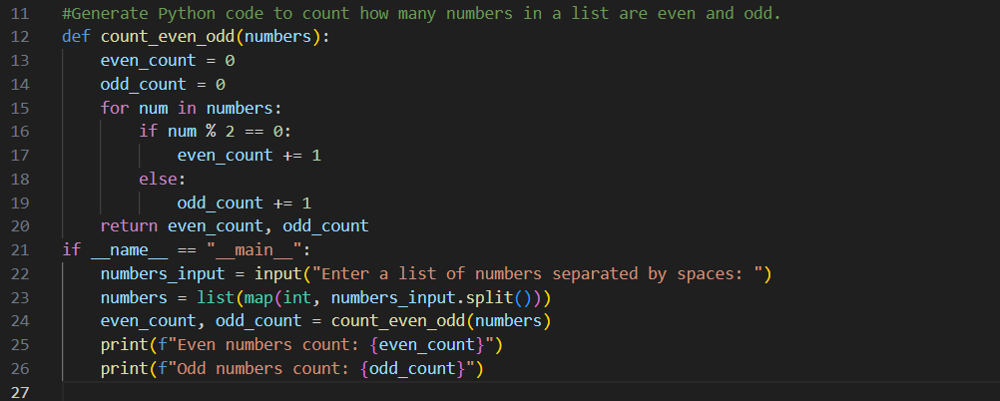 11 #Generate Python code to count how many numbers in a list are even and odd.
12 def count_even_odd(numbers):
13     even_count = 0
14     odd_count = 0
15     for num in numbers:
16         if num % 2 == 0:
17             even_count += 1
18         else:
19             odd_count += 1
20     return even_count, odd_count
21 if __name__ == "__main__":
22     numbers_input = input("Enter a list of numbers separated by spaces: ")
23     numbers = list(map(int, numbers_input.split()))
24     even_count, odd_count = count_even_odd(numbers)
25     print(f"Even numbers count: {even_count}")
26     print(f"Odd numbers count: {odd_count}")
27